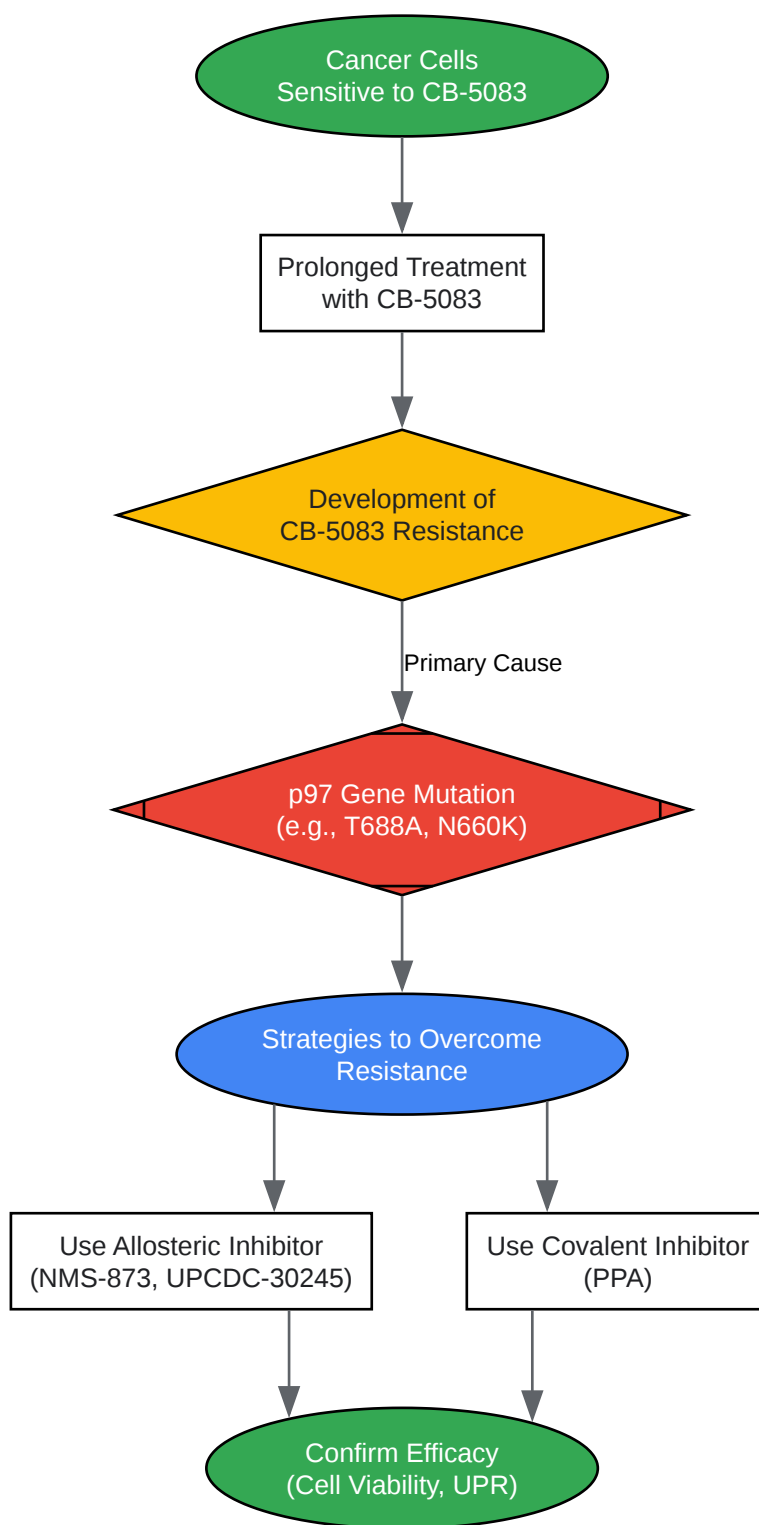 Cancer Cells
Sensitive to CB-5083
Prolonged Treatment
with CB-5083
Development of
CB-5083 Resistance
Primary Cause
p97 Gene Mutation
(e.g., T688A, N660K)
Strategies to Overcome
Resistance
Use Allosteric Inhibitor
(NMS-873, UPCDC-30245)
Use Covalent Inhibitor
(PPA)
Confirm Efficacy
(Cell Viability, UPR)